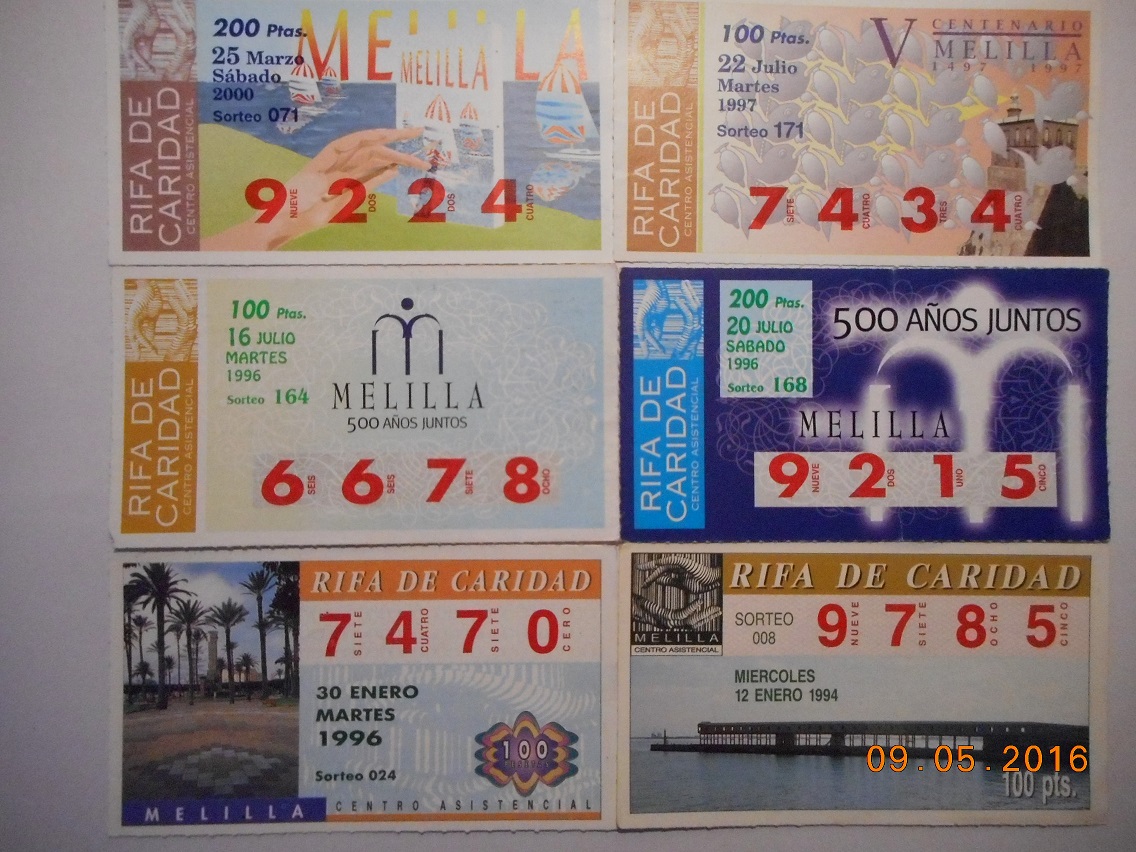 RIFA DE
CARIDAD
CENTRO ASISTENCIAL
200 Ptas.
25 Marzo
Sábado
2000
Sorteo 071
MELILLA
MELILLA
9 NUEVE 2 DOS 2 DOS 4 CUATRO
RIFA DE
CARIDAD
CENTRO ASISTENCIAL
100 Ptas.
22 Julio
Martes
1997
Sorteo 171
V CENTENARIO
MELILLA
1497 1997
7 SIETE 4 CUATRO 3 TRES 4 CUATRO
RIFA DE
CARIDAD
CENTRO ASISTENCIAL
100 Ptas.
16 JULIO
MARTES
1996
Sorteo 164
MELILLA
500 AÑOS JUNTOS
6 SEIS 6 SEIS 7 SIETE 8 OCHO
RIFA DE
CARIDAD
CENTRO ASISTENCIAL
200 Ptas.
20 JULIO
SABADO
1996
Sorteo 168
500 AÑOS JUNTOS
MELILLA
9 NUEVE 2 DOS 1 UNO 5 CINCO
RIFA DE CARIDAD
7 SIETE 4 CUATRO 7 SIETE 0 CERO
30 ENERO
MARTES
1996
Sorteo 024
100
MELILLA CENTRO ASISTENCIAL
MELILLA
CENTRO ASISTENCIAL
RIFA DE CARIDAD
SORTEO
008
9 NUEVE 7 SIETE 8 OCHO 5 CINCO
MIERCOLES
12 ENERO 1994
09.05.2016
100 pts.